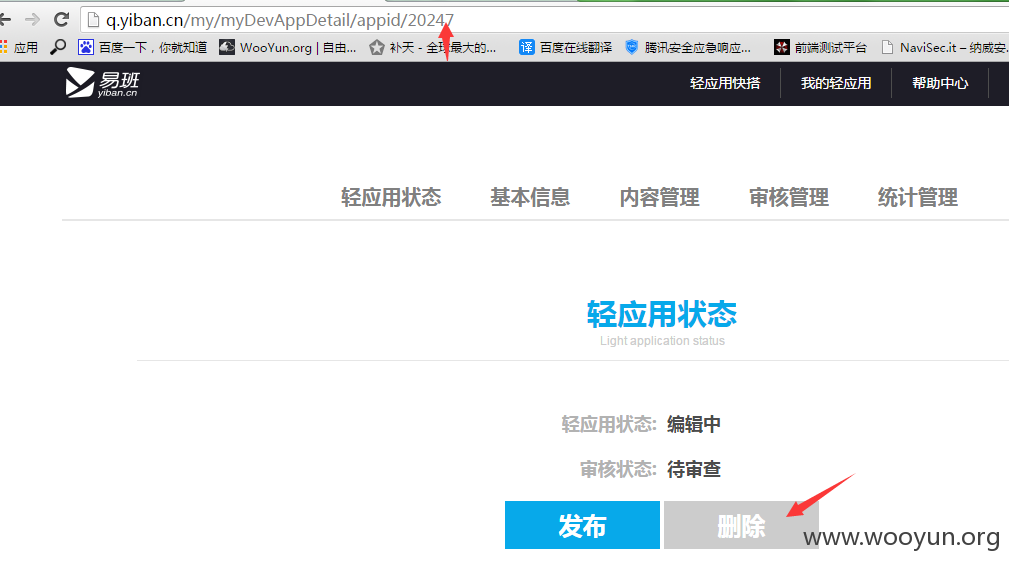 q.yiban.cn/my/myDevAppDetail/appid/20247
应用 百度一下，你就知道 WooYun.org | 自由... 补天 - 全球最大的... 译 百度在线翻译 腾讯安全应急响应... 前端测试平台 NaviSec.it – 纳威安.
易班 yiban.cn 轻应用快搭 我的轻应用 帮助中心
轻应用状态 基本信息 内容管理 审核管理 统计管理
轻应用状态
Light application status
轻应用状态: 编辑中
审核状态: 待审查
发布 删除
www.wooyun.org